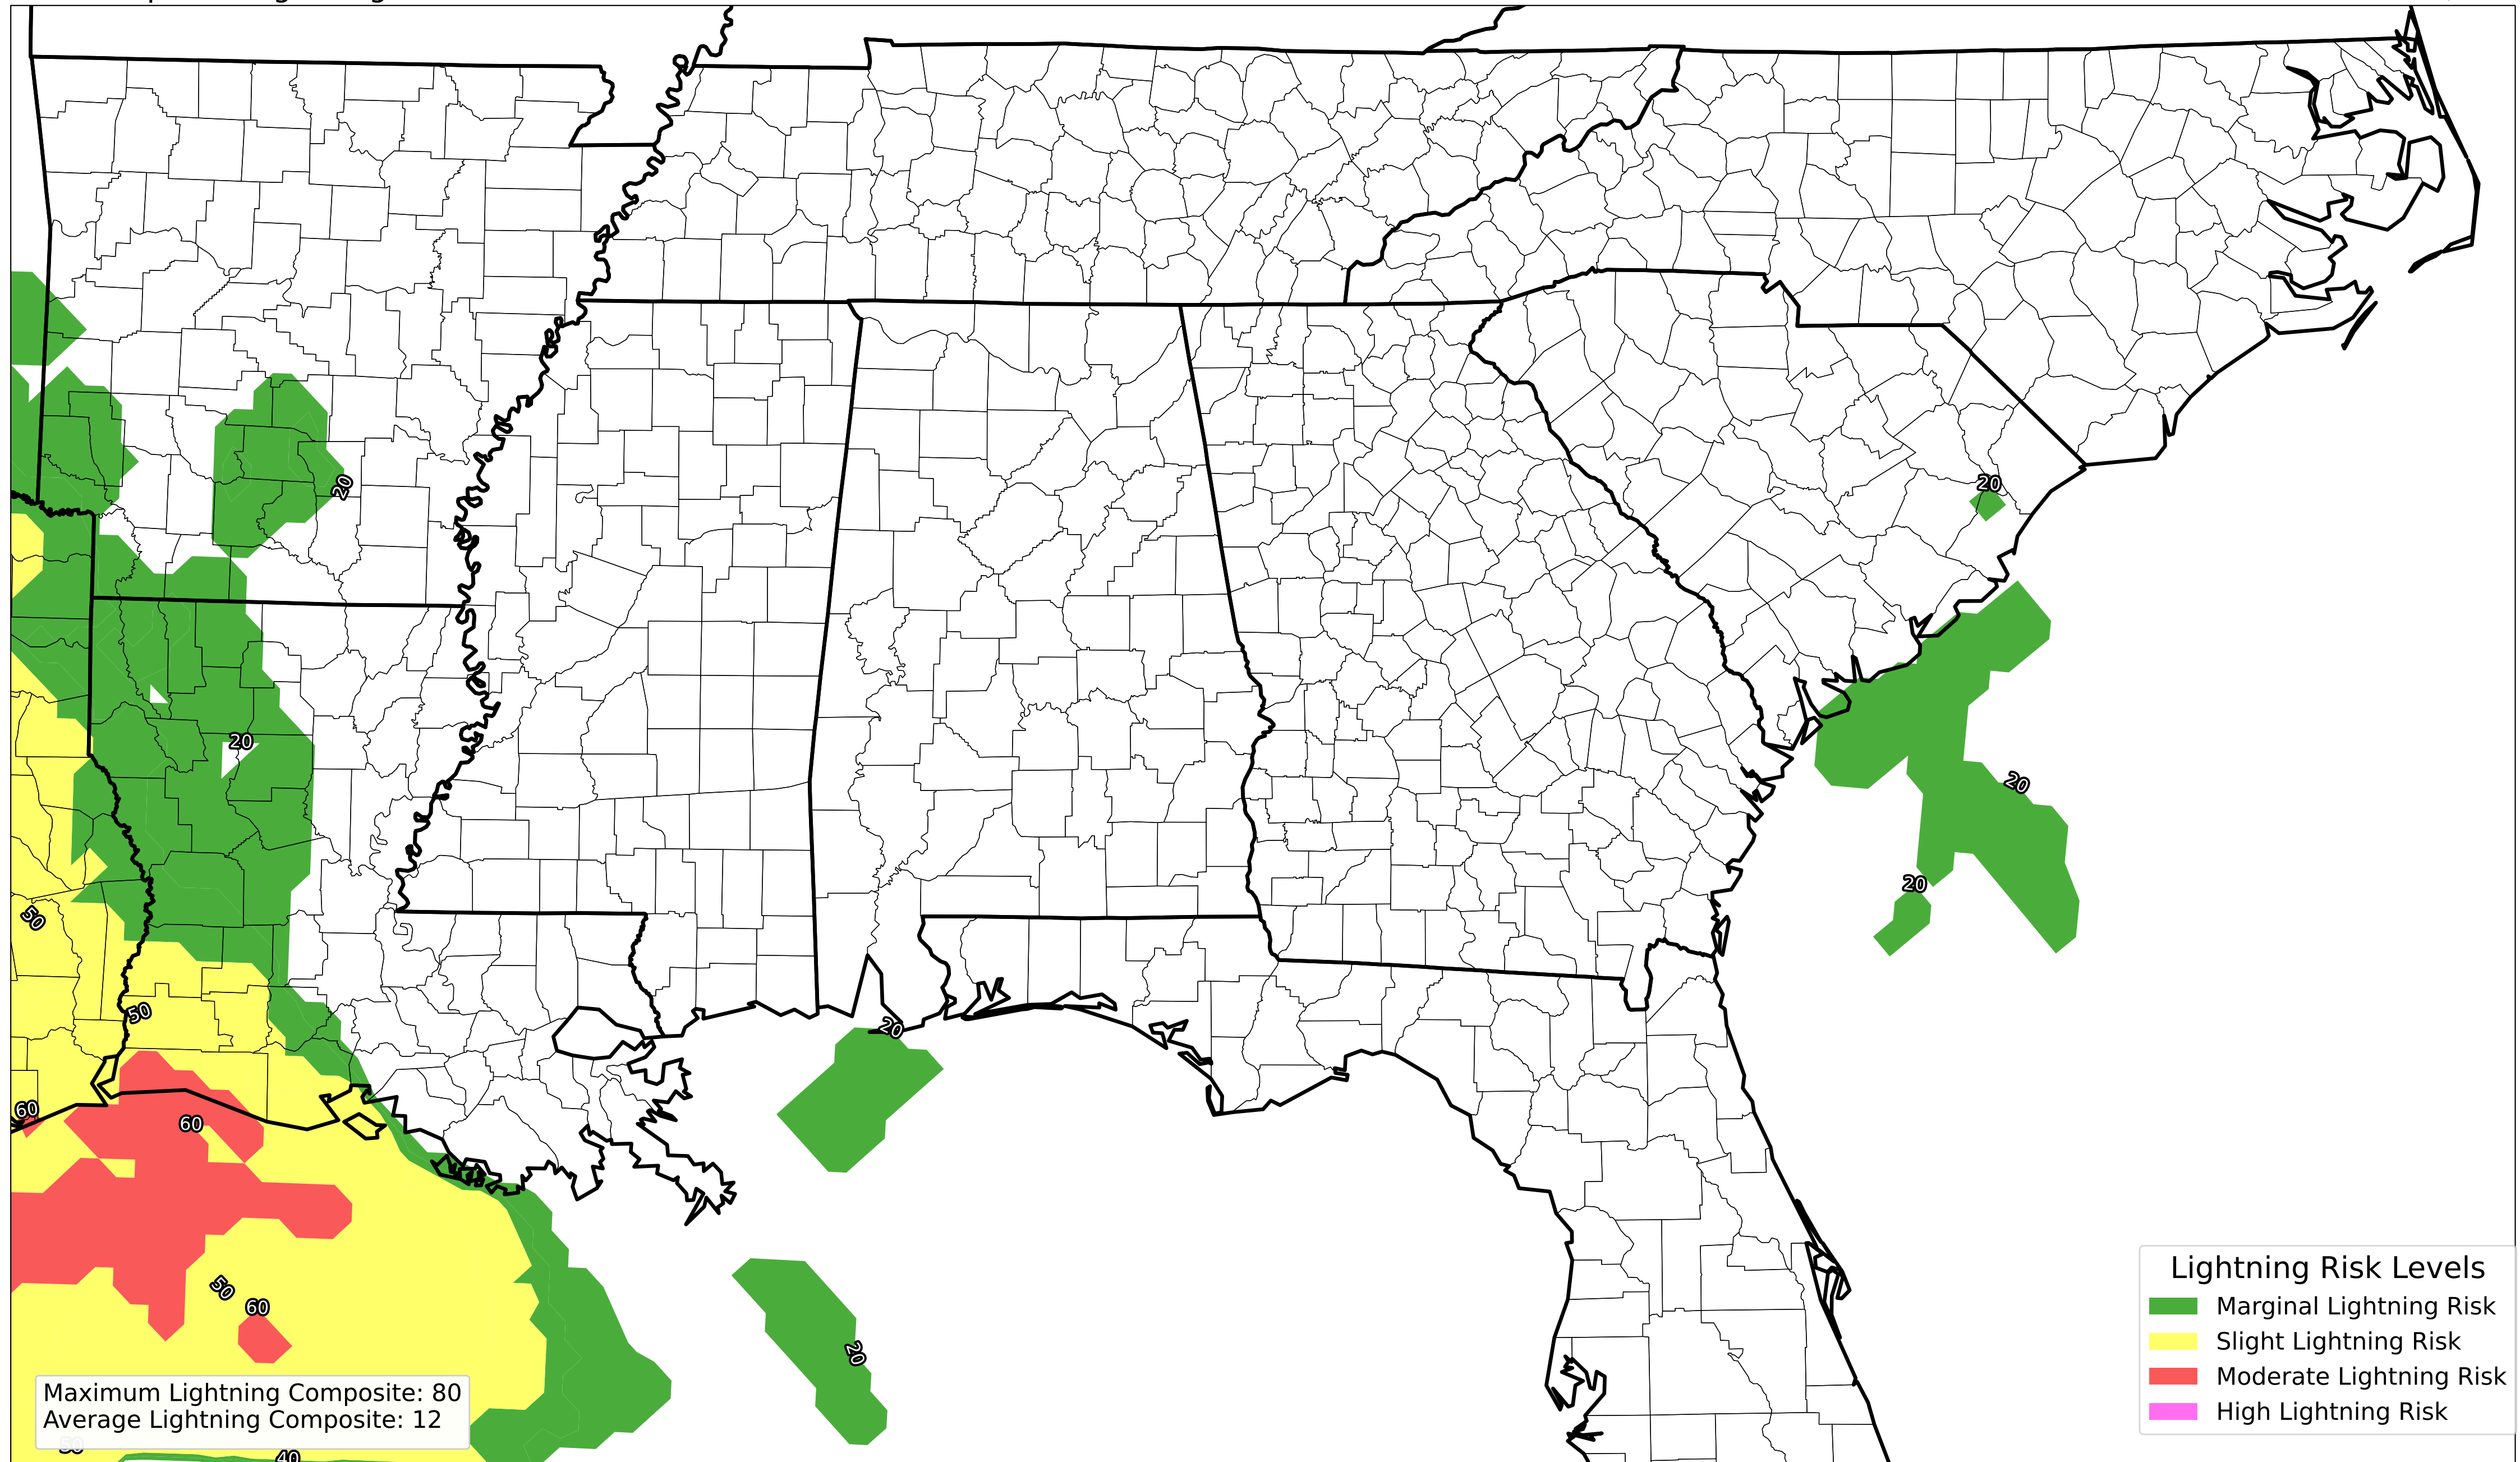 20
20
20
20
20
50
50
20
60
60
50
60
20
Lightning Risk Levels
Marginal Lightning Risk
Slight Lightning Risk
Moderate Lightning Risk
High Lightning Risk
Maximum Lightning Composite: 80
Average Lightning Composite: 12
50
40